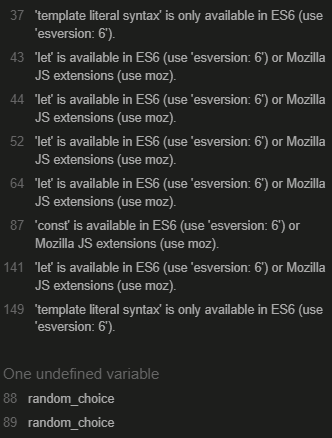 37 'template literal syntax' is only available in ES6 (use
'esversion: 6').
43 'let' is available in ES6 (use 'esversion: 6') or Mozilla
JS extensions (use moz).
44 'let' is available in ES6 (use 'esversion: 6') or Mozilla
JS extensions (use moz).
52 'let' is available in ES6 (use 'esversion: 6') or Mozilla
JS extensions (use moz).
64 'let' is available in ES6 (use 'esversion: 6') or Mozilla
JS extensions (use moz).
87 'const' is available in ES6 (use 'esversion: 6') or
Mozilla JS extensions (use moz).
141 'let' is available in ES6 (use 'esversion: 6') or Mozilla
JS extensions (use moz).
149 'template literal syntax' is only available in ES6 (use
'esversion: 6').
One undefined variable
88 random_choice
89 random_choice